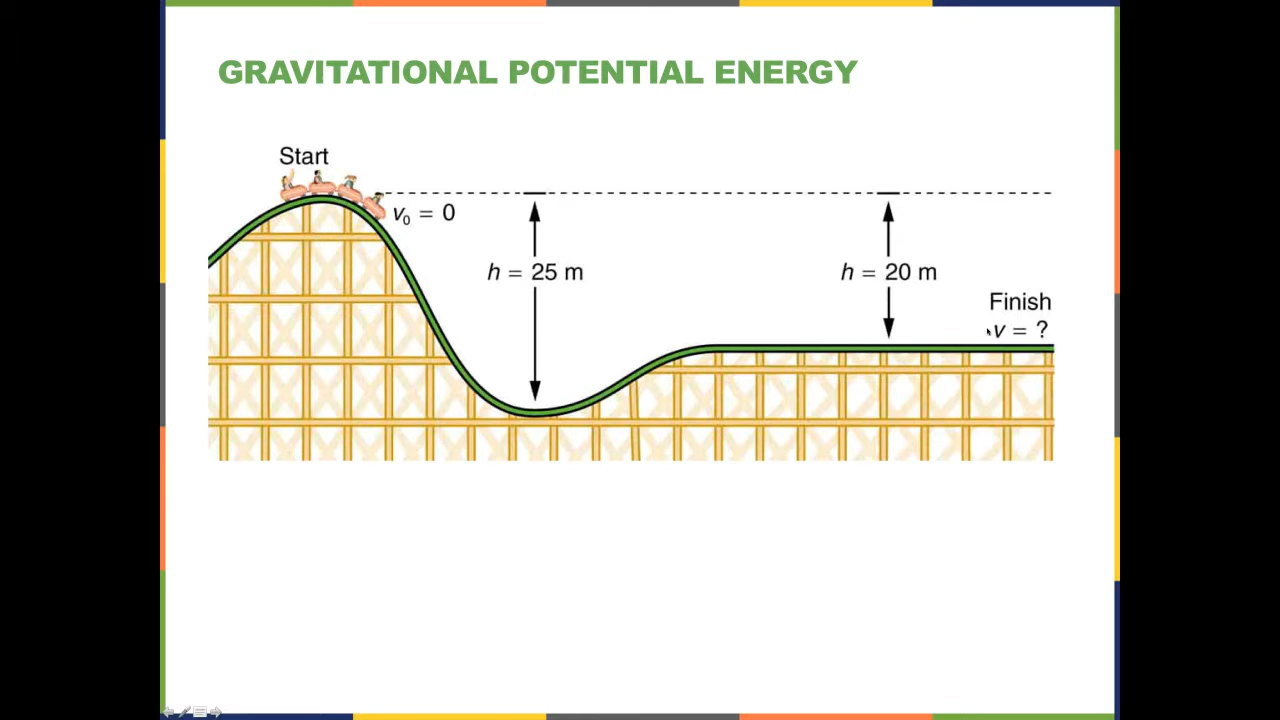 GRAVITATIONAL POTENTIAL ENERGY
Start
v₀ = 0
h = 25 m
h = 20 m
Finish
v = ?